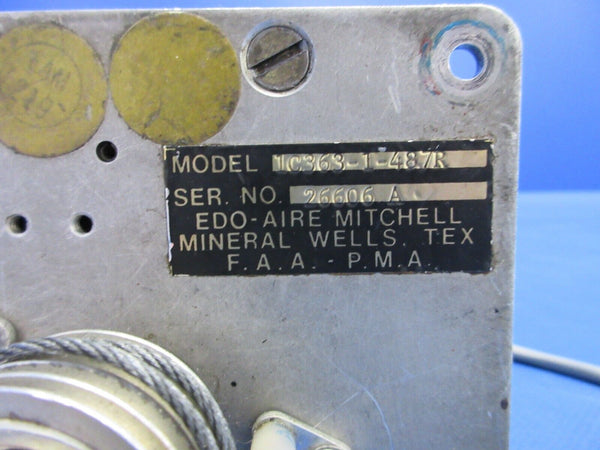 MODEL 1C363-1-487R
SER. NO. 26606 A
EDO-AIRE MITCHELL
MINERAL WELLS, TEX
F.A.A. - P.M.A.